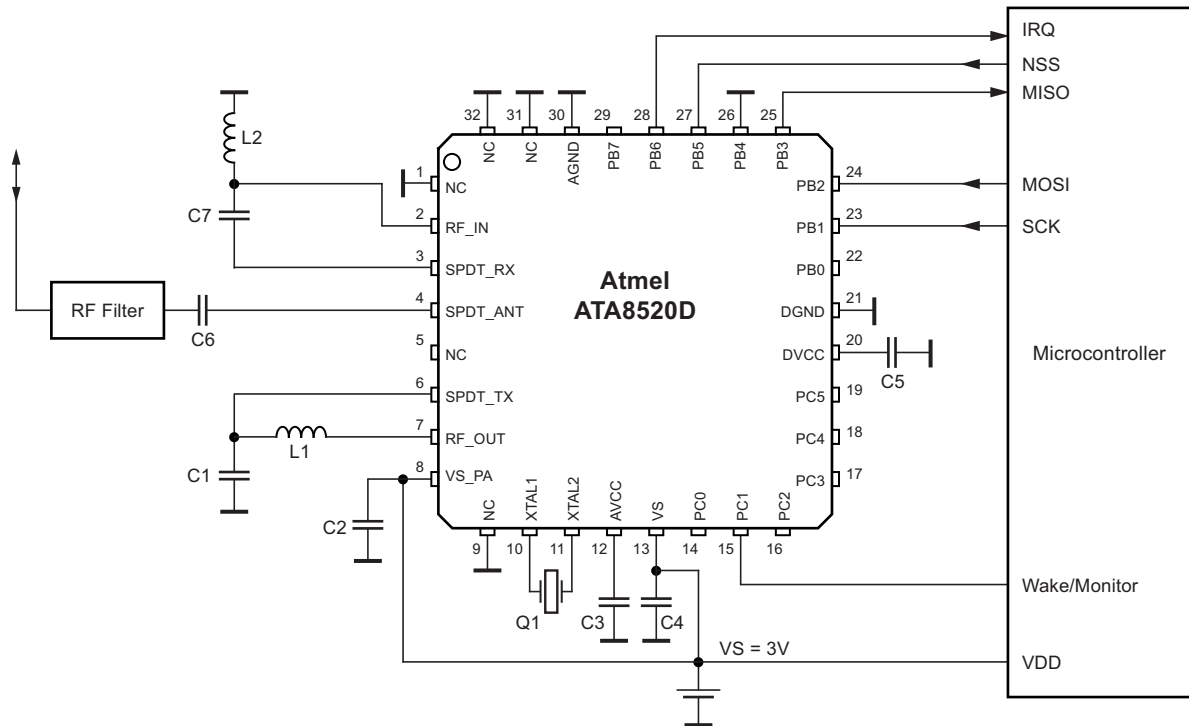 IRQ
NSS
MISO
32
31
30
29
28
27
26
25
L2
NC
NC
AGND
PB7
PB6
PB5
PB4
PB3
1
NC
PB2
24
MOSI
C7
2
RF_IN
PB1
23
SCK
3
SPDT_RX
PB0
22
Atmel
ATA8520D
RF Filter
C6
4
SPDT_ANT
DGND
21
5
NC
DVCC
20
C5
Microcontroller
6
SPDT_TX
PC5
19
L1
7
RF_OUT
PC4
18
C1
8
VS_PA
PC3
17
C2
NC
XTAL1
XTAL2
AVCC
VS
PC0
PC1
PC2
9
10
11
12
13
14
15
16
Wake/Monitor
Q1
C3
C4
VS = 3V
VDD